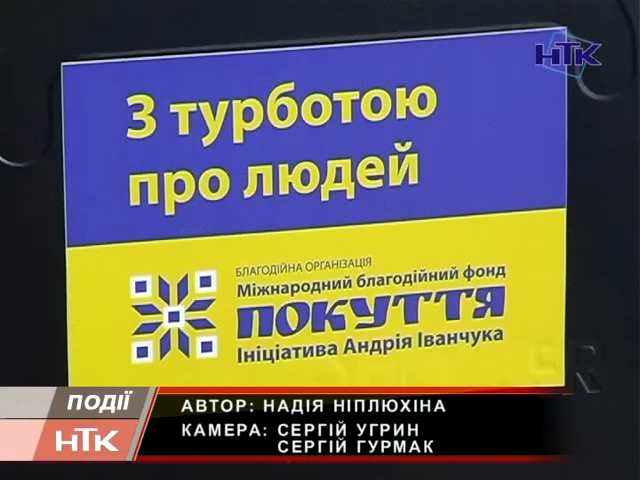 НТК
З турботою
про людей
БЛАГОДІЙНА ОРГАНІЗАЦІЯ
Міжнародний благодійний фонд
ПОКУТТЯ
Ініціатива Андрія Іванчука
ПОДІЇ
НТК
АВТОР: НАДІЯ НІПЛЮХІНА
КАМЕРА: СЕРГІЙ УГРИН
СЕРГІЙ ГУРМАК